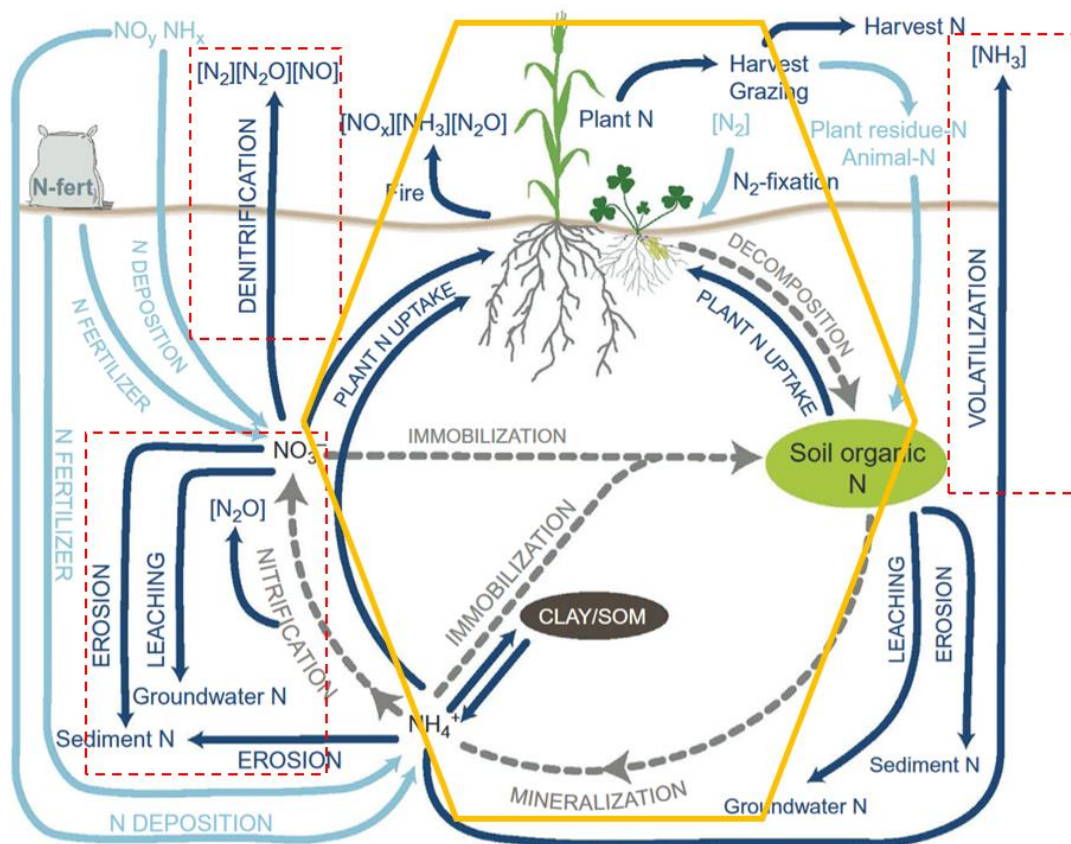 NOy NHx
Harvest N
[N2][N2O][NO]
Harvest
Grazing
[NH3]
[NOx][NH3][N2O]
Plant N
[N2]
Plant residue-N
Animal-N
N-fert
Fire
N2-fixation
DENITRIFICATION
N DEPOSITION
N FERTILIZER
DECOMPOSITION
PLANT N UPTAKE
PLANT N UPTAKE
VOLATILIZATION
N FERTILIZER
NO3-
IMMOBILIZATION
Soil organic
N
[N2O]
EROSION
LEACHING
NITRIFICATION
IMMOBILIZATION
CLAY/SOM
LEACHING
EROSION
Groundwater N
Sediment N
NH4+
EROSION
Sediment N
MINERALIZATION
Groundwater N
N DEPOSITION